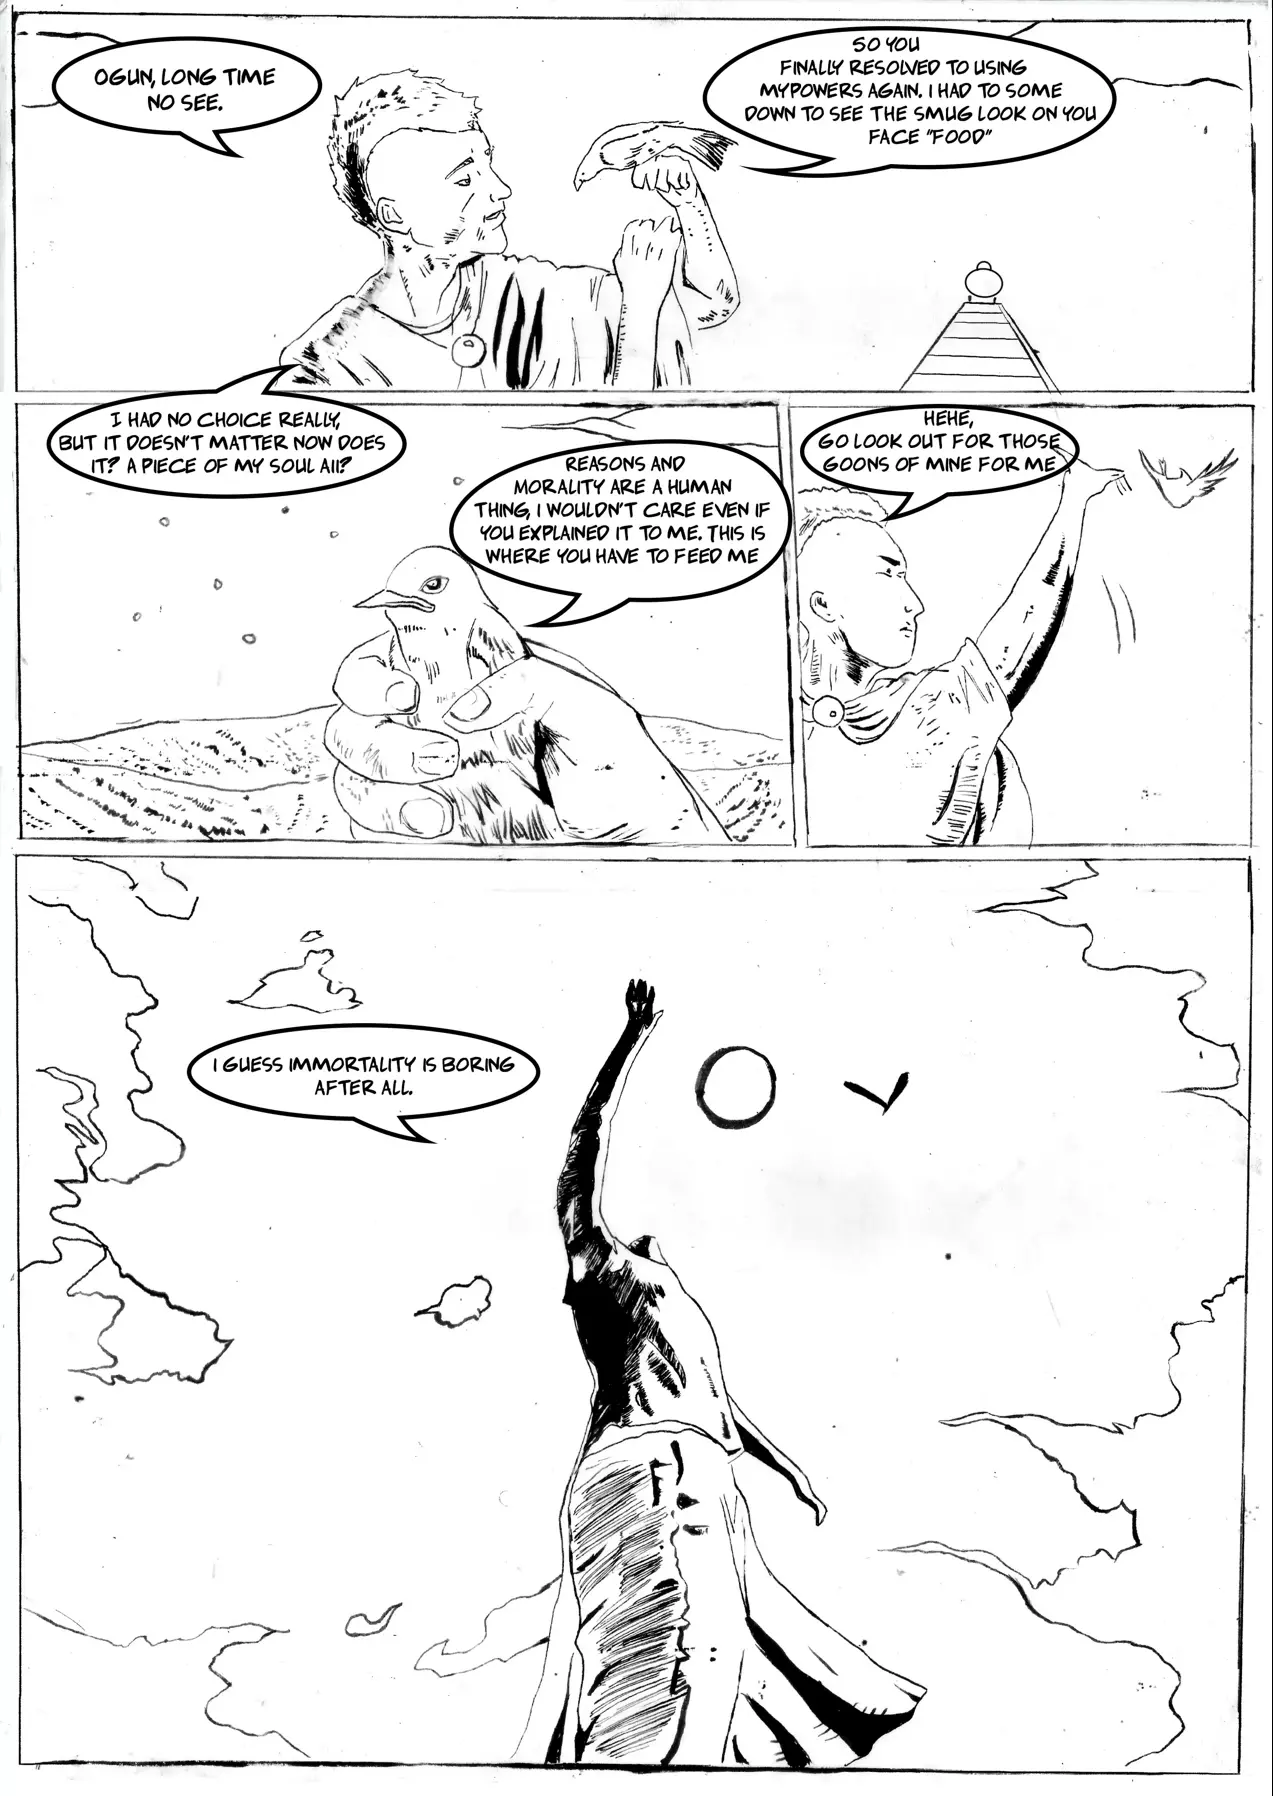 OGUN, LONG TIME
NO SEE.
SO YOU
FINALLY RESOLVED TO USING
MYPOWERS AGAIN. I HAD TO SOME
DOWN TO SEE THE SMUG LOOK ON YOU
FACE "FOOD"
I HAD NO CHOICE REALLY,
BUT IT DOESN'T MATTER NOW DOES
IT? A PIECE OF MY SOUL AII?
REASONS AND
MORALITY ARE A HUMAN
THING, I WOULDN'T CARE EVEN IF
YOU EXPLAINED IT TO ME. THIS IS
WHERE YOU HAVE TO FEED ME
HEHE,
GO LOOK OUT FOR THOSE
GOONS OF MINE FOR ME
I GUESS IMMORTALITY IS BORING
AFTER ALL.